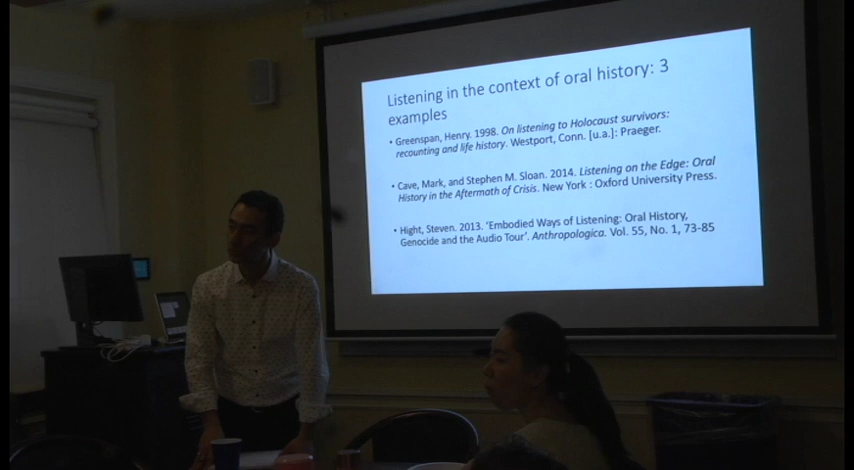 Listening in the context of oral history: 3
examples
• Greenspan, Henry. 1998. On listening to Holocaust survivors:
recounting and life history. Westport, Conn. [u.a.]: Praeger.
• Cave, Mark, and Stephen M. Sloan. 2014. Listening on the Edge: Oral
History in the Aftermath of Crisis. New York : Oxford University Press.
• Hight, Steven. 2013. ‘Embodied Ways of Listening: Oral History,
Genocide and the Audio Tour’. Anthropologica. Vol. 55, No. 1, 73-85